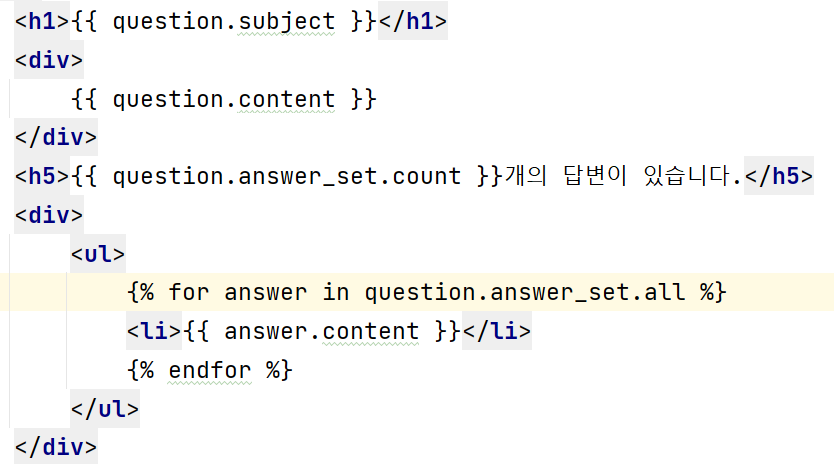 <h1>{{ question.subject }}</h1>
<div>
    {{ question.content }}
</div>
<h5>{{ question.answer_set.count }}개의 답변이 있습니다.</h5>
<div>
    <ul>
        {% for answer in question.answer_set.all %}
        <li>{{ answer.content }}</li>
        {% endfor %}
    </ul>
</div>